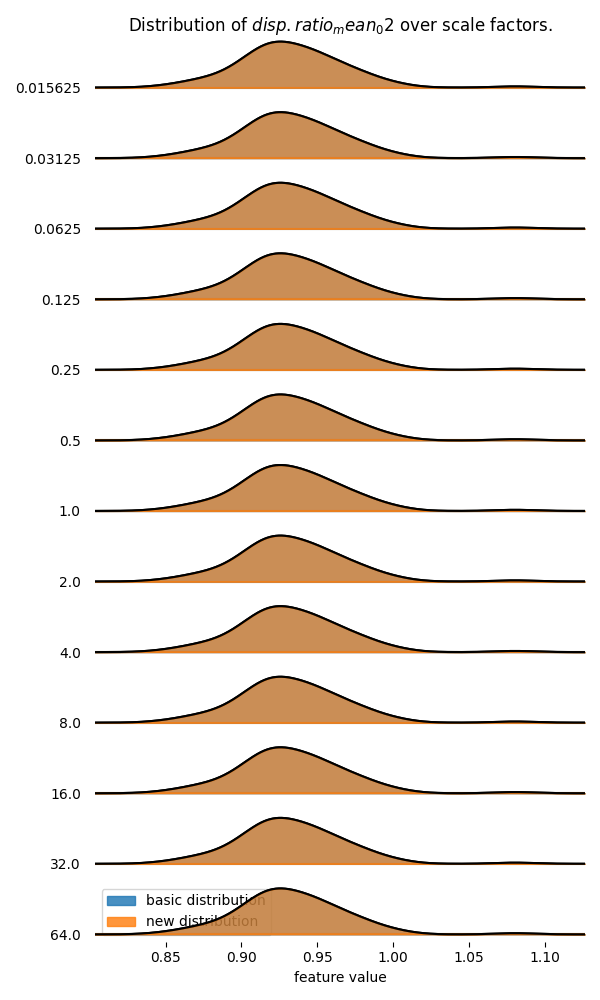 Distribution of disp.ratio_mean_02 over scale factors.
0.015625
0.03125
0.0625
0.125
0.25
0.5
1.0
2.0
4.0
8.0
16.0
32.0
basic distribution
new distribution
64.0
0.85 0.90 0.95 1.00 1.05 1.10
feature value